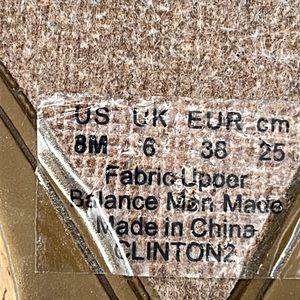 US UK EUR cm
8M 6 38 25
Fabric Upper
Balance Man Made
Made in China
CLINTON2